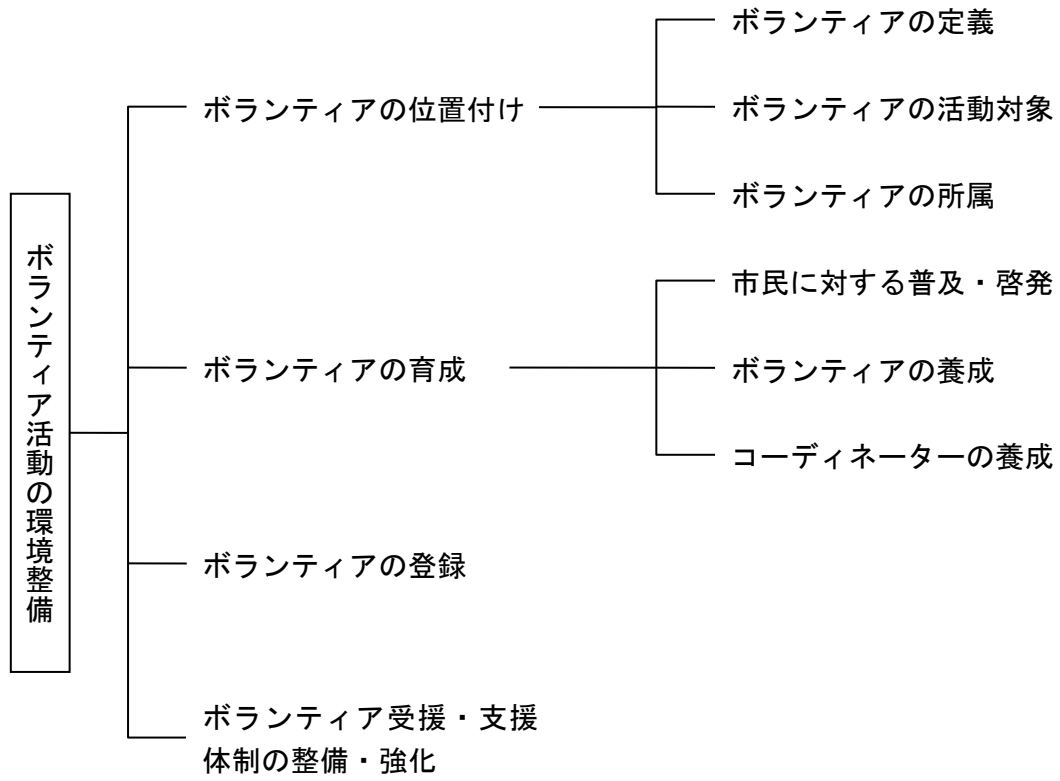 ボランティア活動の環境整備
ボランティアの位置付け
ボランティアの定義
ボランティアの活動対象
ボランティアの所属
ボランティアの育成
市民に対する普及・啓発
ボランティアの養成
コーディネーターの養成
ボランティアの登録
ボランティア受援・支援
体制の整備・強化